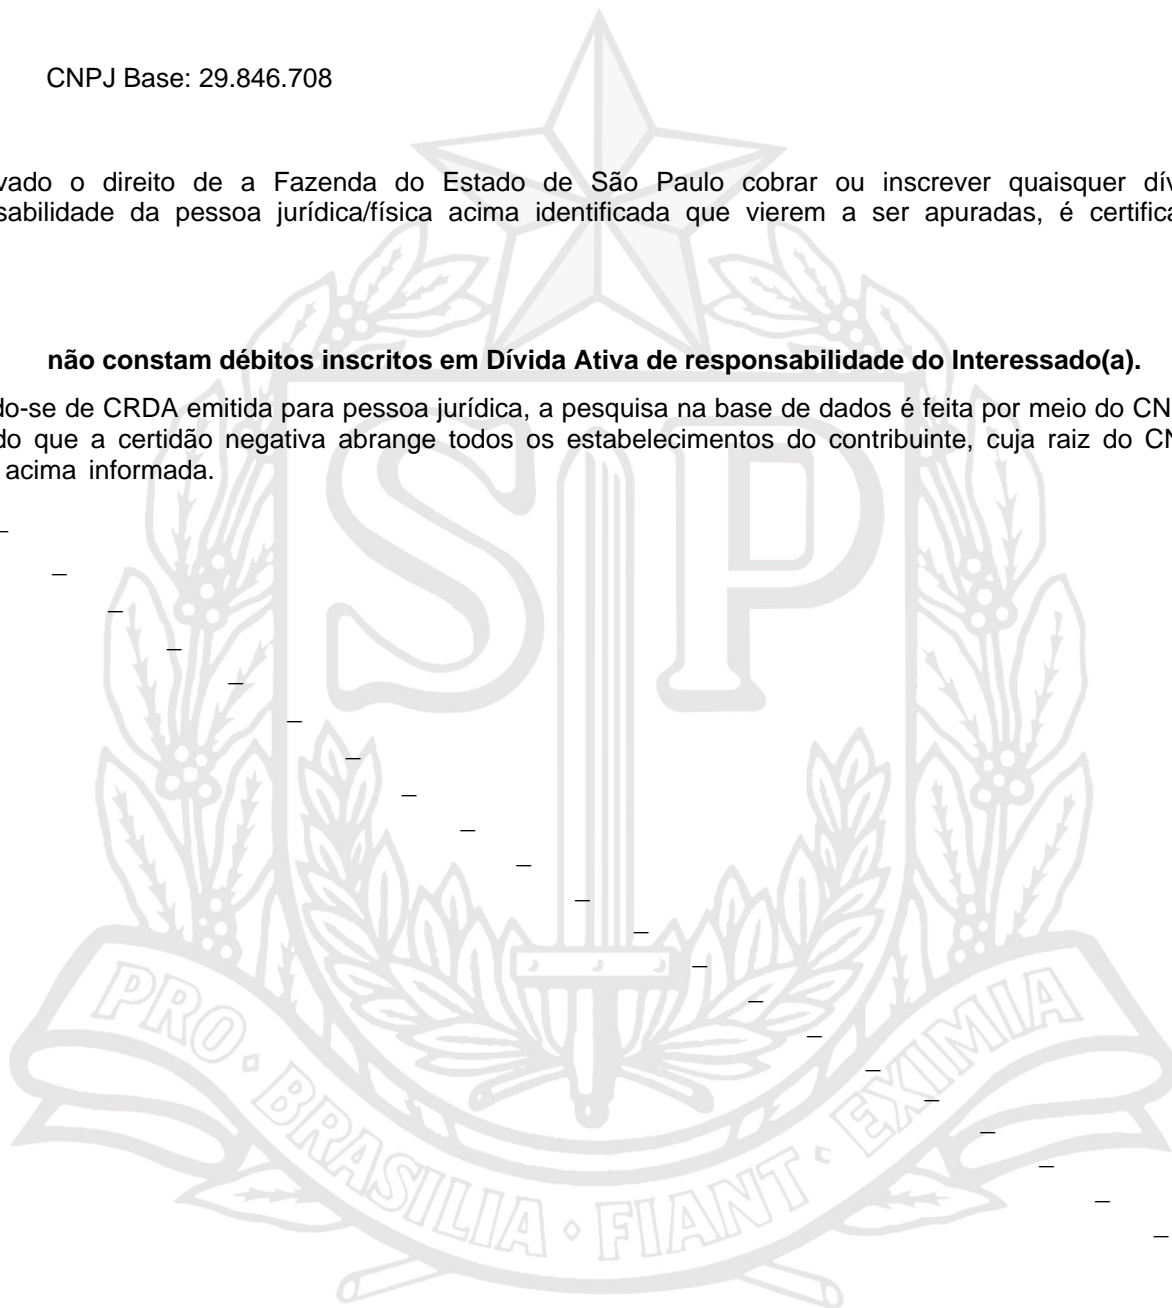 CNPJ Base: 29.846.708
vado o direito de a Fazenda do Estado de São Paulo cobrar ou inscrever quaisquer dív
sabilidade da pessoa jurídica/física acima identificada que vierem a ser apuradas, é certifica
não constam débitos inscritos em Dívida Ativa de responsabilidade do Interessado(a).
do-se de CRDA emitida para pessoa jurídica, a pesquisa na base de dados é feita por meio do CN
do que a certidão negativa abrange todos os estabelecimentos do contribuinte, cuja raiz do CN
acima informada.
SP
PRO • BRASILIA • FIANT • EXIMIA